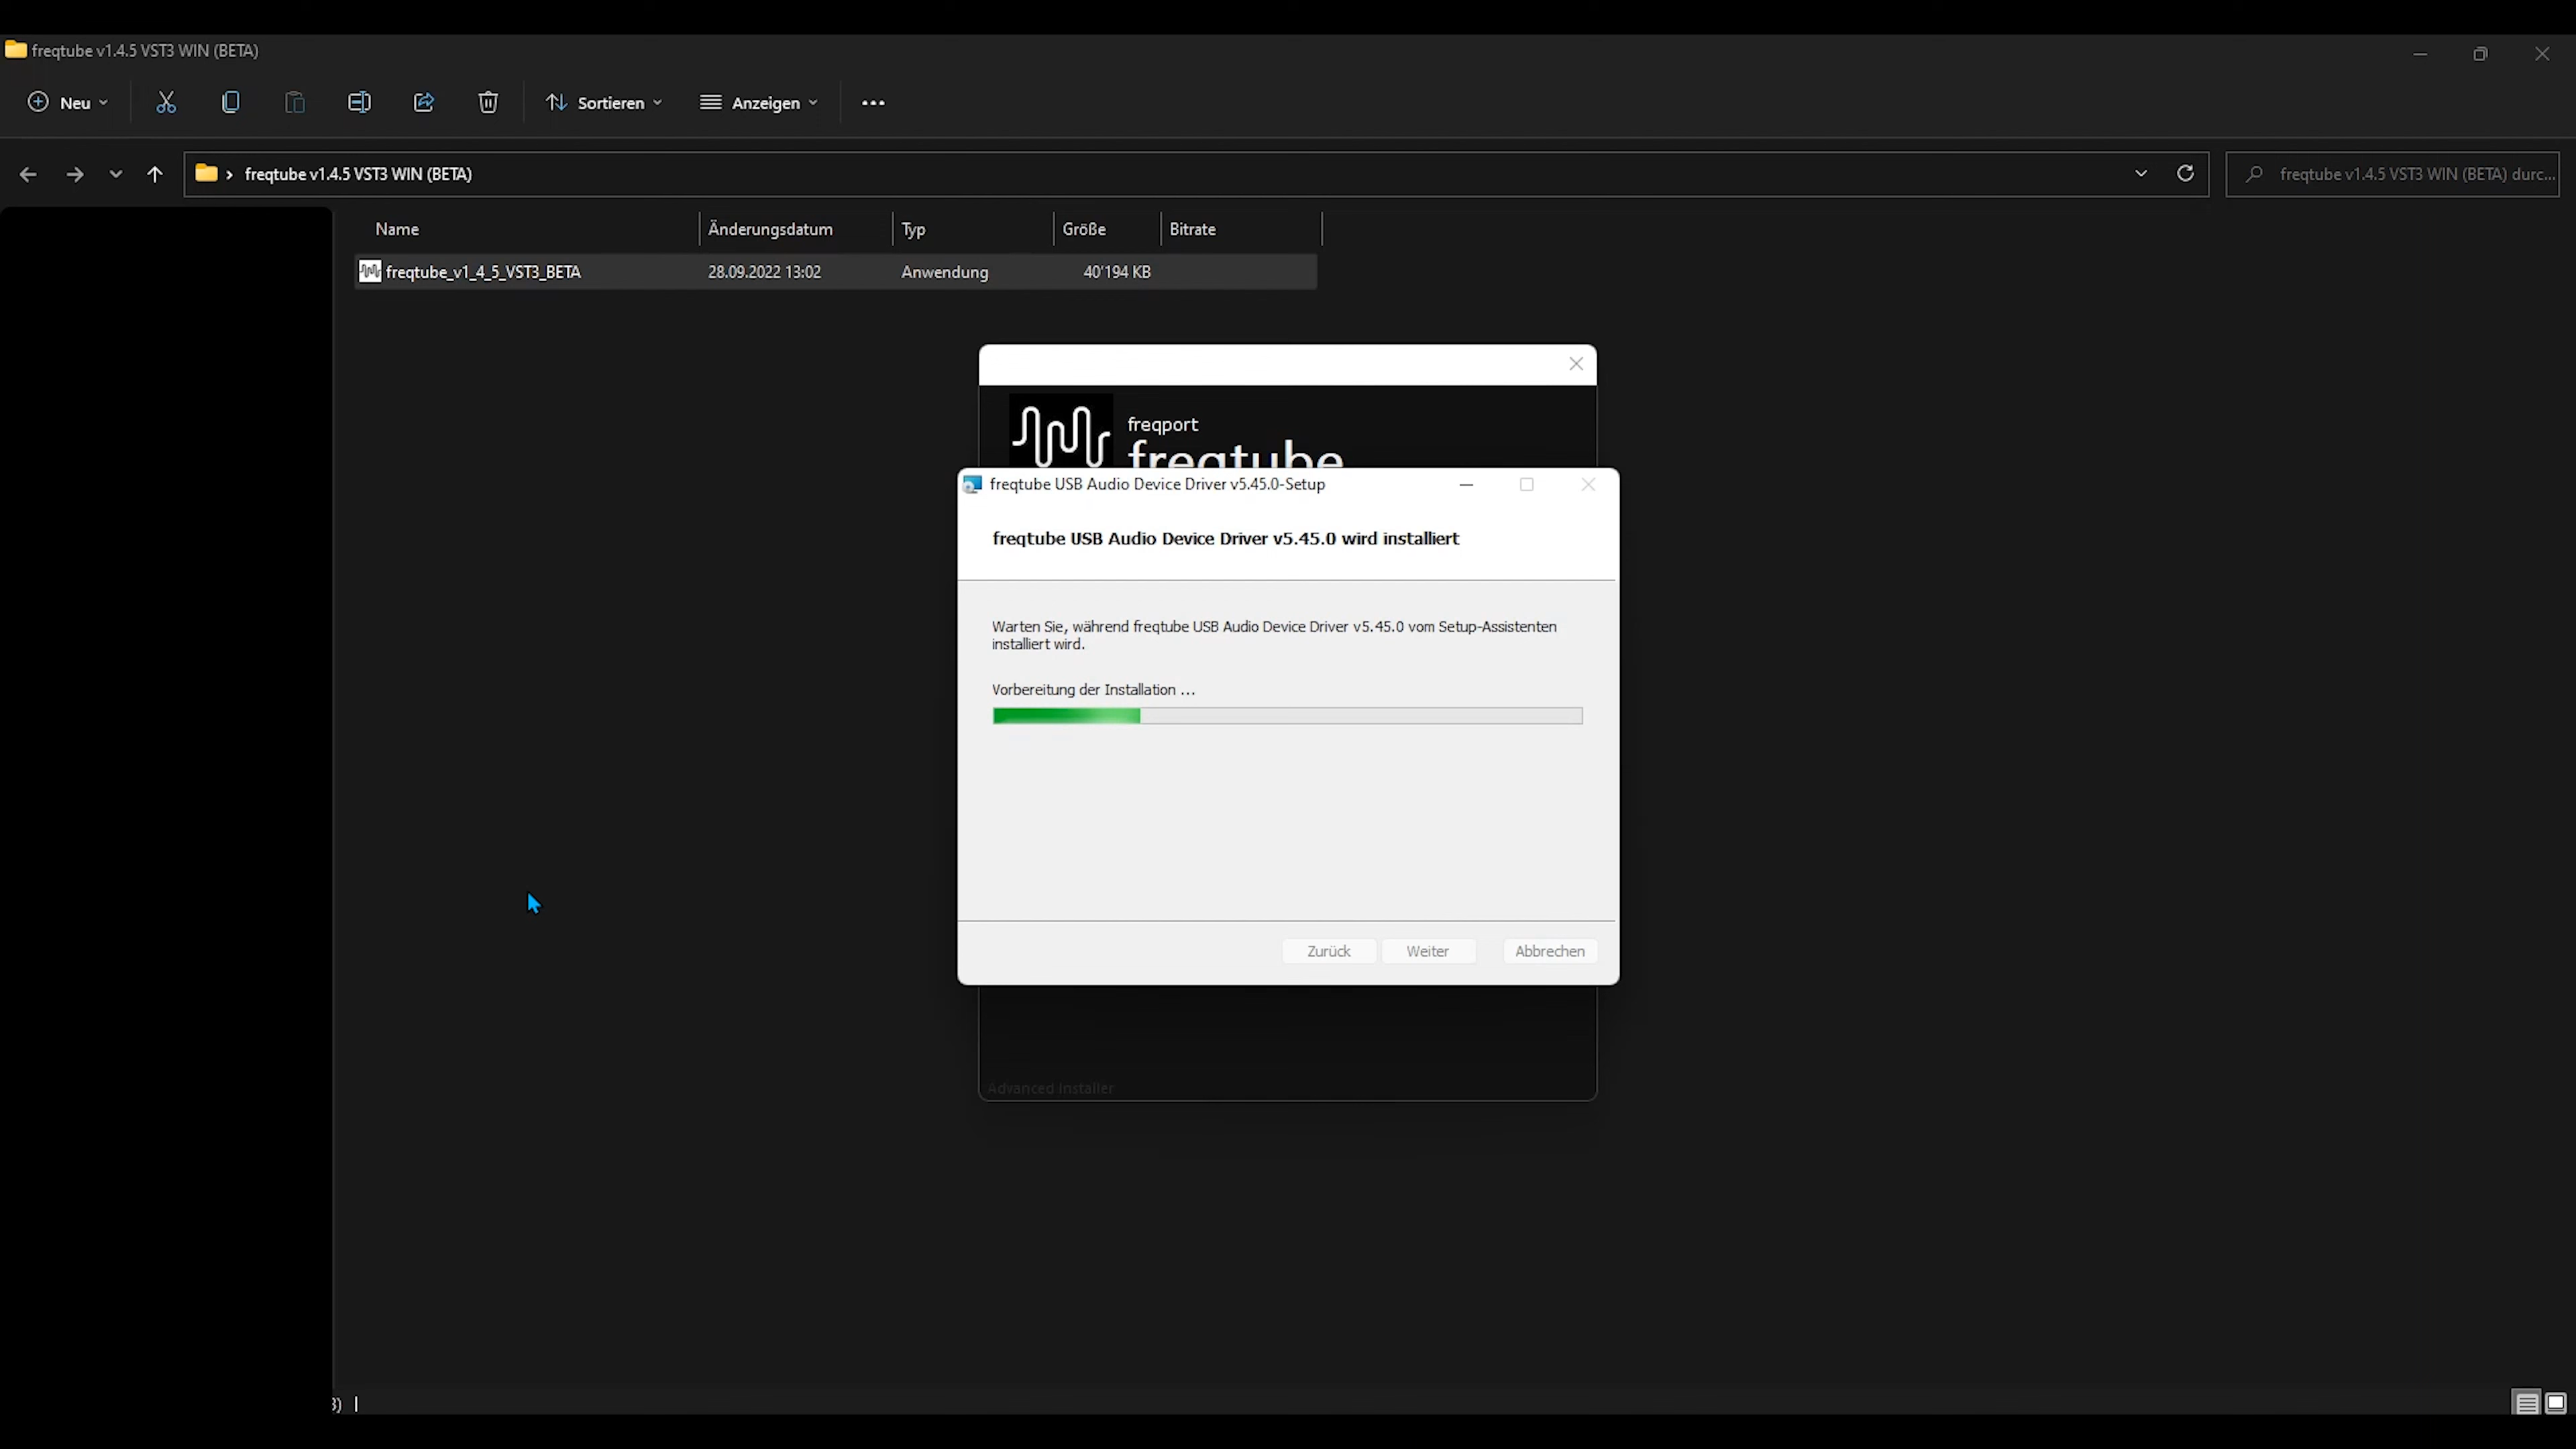 freqtube v1.4.5 VST3 WIN (BETA)
Neu
Sortieren
Anzeigen
freqtube v1.4.5 VST3 WIN (BETA)
freqtube v1.4.5 VST3 WIN (BETA) durc...
Name Änderungsdatum Typ Größe Bitrate
freqtube_v1_4_5_VST3_BETA 28.09.2022 13:02 Anwendung 40'194 KB
freqport
freqtube
freqtube USB Audio Device Driver v5.45.0-Setup
freqtube USB Audio Device Driver v5.45.0 wird installiert
Warten Sie, während freqtube USB Audio Device Driver v5.45.0 vom Setup-Assistenten
installiert wird.
Vorbereitung der Installation ...
Zurück Weiter Abbrechen
Advanced Installer